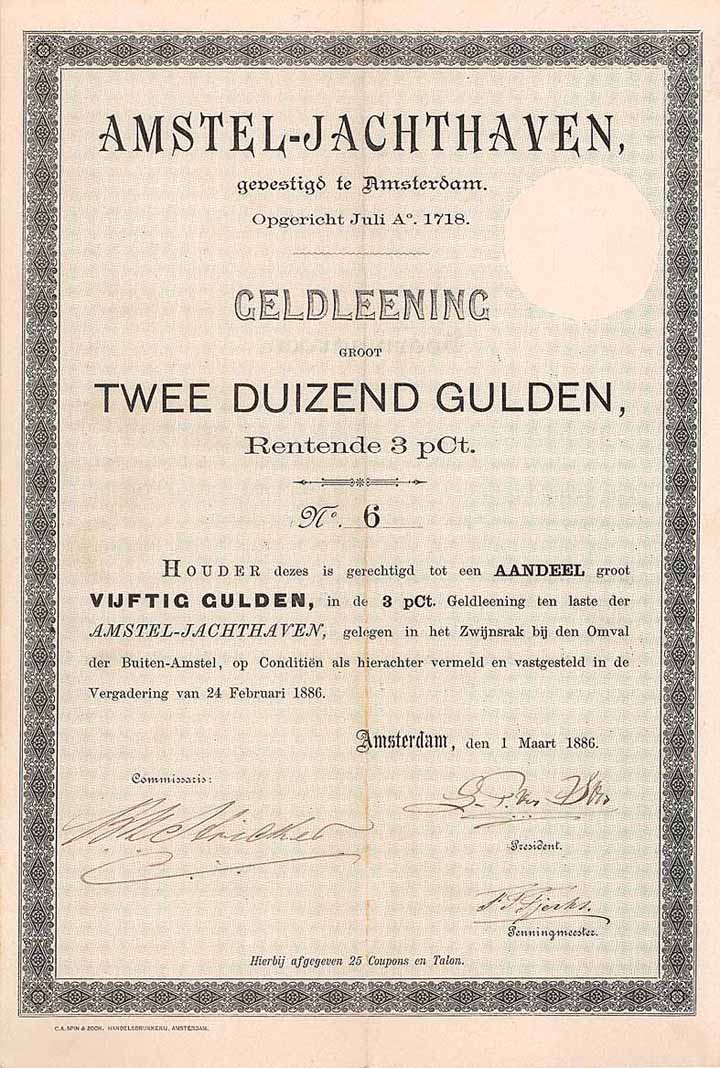 AMSTEL-JACHTHAVEN,
gevestigd te Amsterdam.
Opgericht Juli Aº. 1718.
GELDLEENING
GROOT
TWEE DUIZEND GULDEN,
Rentende 3 pCt.
Nº. 6
HOUDER dezes is gerechtigd tot een AANDEEL groot
VIJFTIG GULDEN, in de 3 pCt. Geldleening ten laste der
AMSTEL-JACHTHAVEN, gelegen in het Zwijnsrak bij den Omval
der Buiten-Amstel, op Conditiën als hierachter vermeld en vastgesteld in de
Vergadering van 24 Februari 1886.
Amsterdam, den 1 Maart 1886.
Commissaris:
President.
Penningmeester.
Hierbij afgegeven 25 Coupons en Talon.
C.A. SPIN & ZOON. HANDELSDRUKKERIJ, AMSTERDAM.